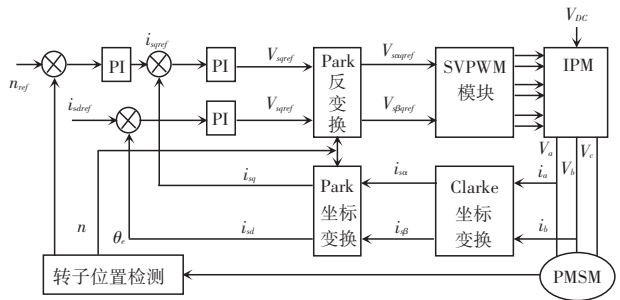 V_DC
n_ref
PI
i_sqref
PI
V_sqref
Park
反
变
换
V_sαqref
SVPWM
模块
IPM
i_sdref
PI
V_sqref
V_sβqref
V_a
V_b
V_c
i_sq
Park
坐标
变换
i_sα
Clarke
坐标
变换
i_a
n
θ_e
i_sd
i_sβ
i_b
转子位置检测
PMSM